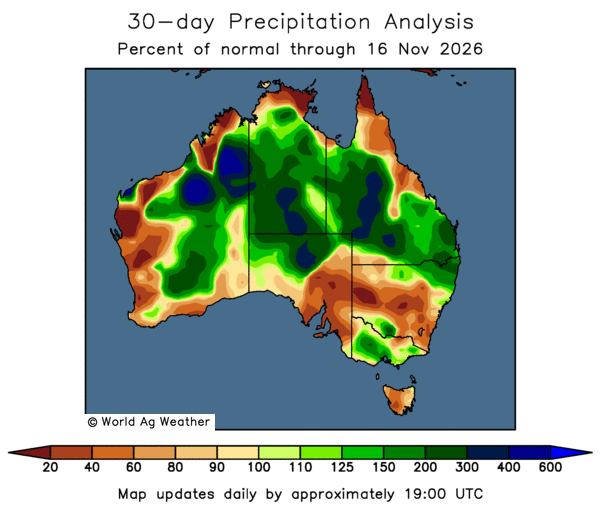 30-day Precipitation Analysis
Percent of normal through 16 Nov 2026
© World Ag Weather
20 40 60 80 90 100 110 125 150 200 300 400 600
Map updates daily by approximately 19:00 UTC